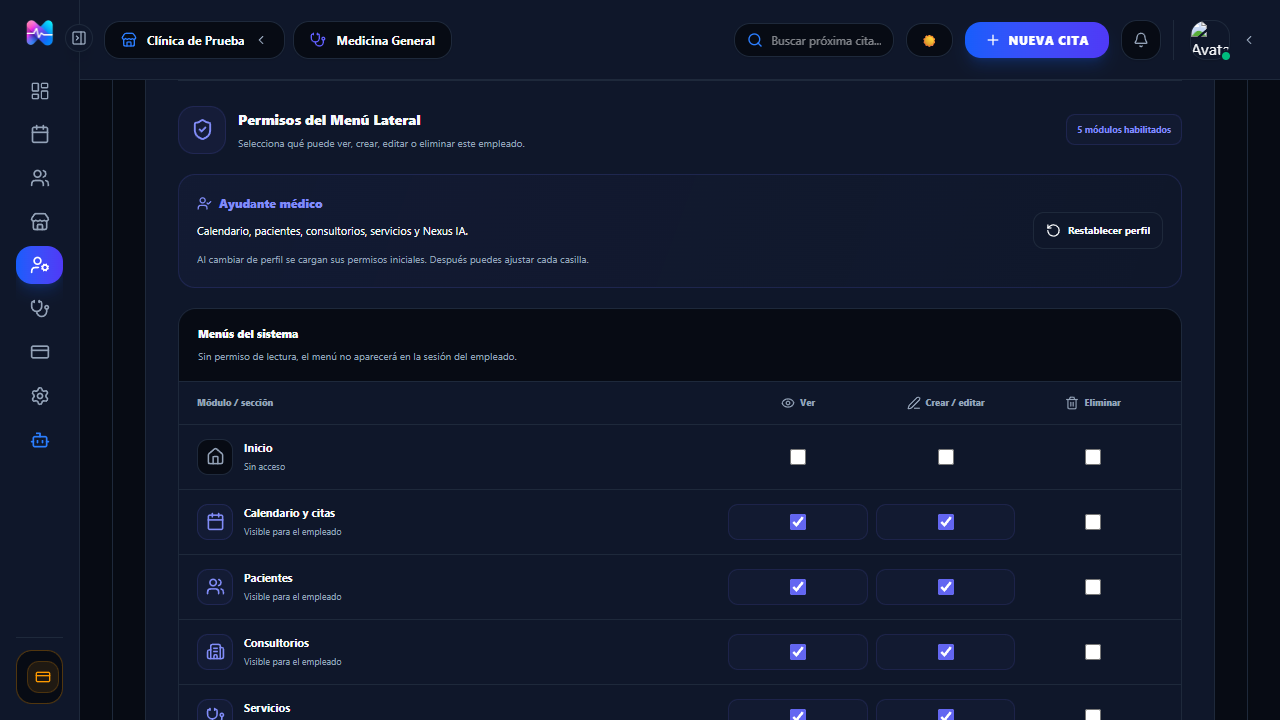 Clínica de Prueba
Medicina General
Buscar próxima cita...
NUEVA CITA
Avata
Permisos del Menú Lateral
Selecciona qué puede ver, crear, editar o eliminar este empleado.
5 módulos habilitados
Ayudante médico
Calendario, pacientes, consultorios, servicios y Nexus IA.
Al cambiar de perfil se cargan sus permisos iniciales. Después puedes ajustar cada casilla.
Restablecer perfil
Menús del sistema
Sin permiso de lectura, el menú no aparecerá en la sesión del empleado.
Módulo / sección
Ver
Crear / editar
Eliminar
Inicio
Sin acceso
Calendario y citas
Visible para el empleado
Pacientes
Visible para el empleado
Consultorios
Visible para el empleado
Servicios